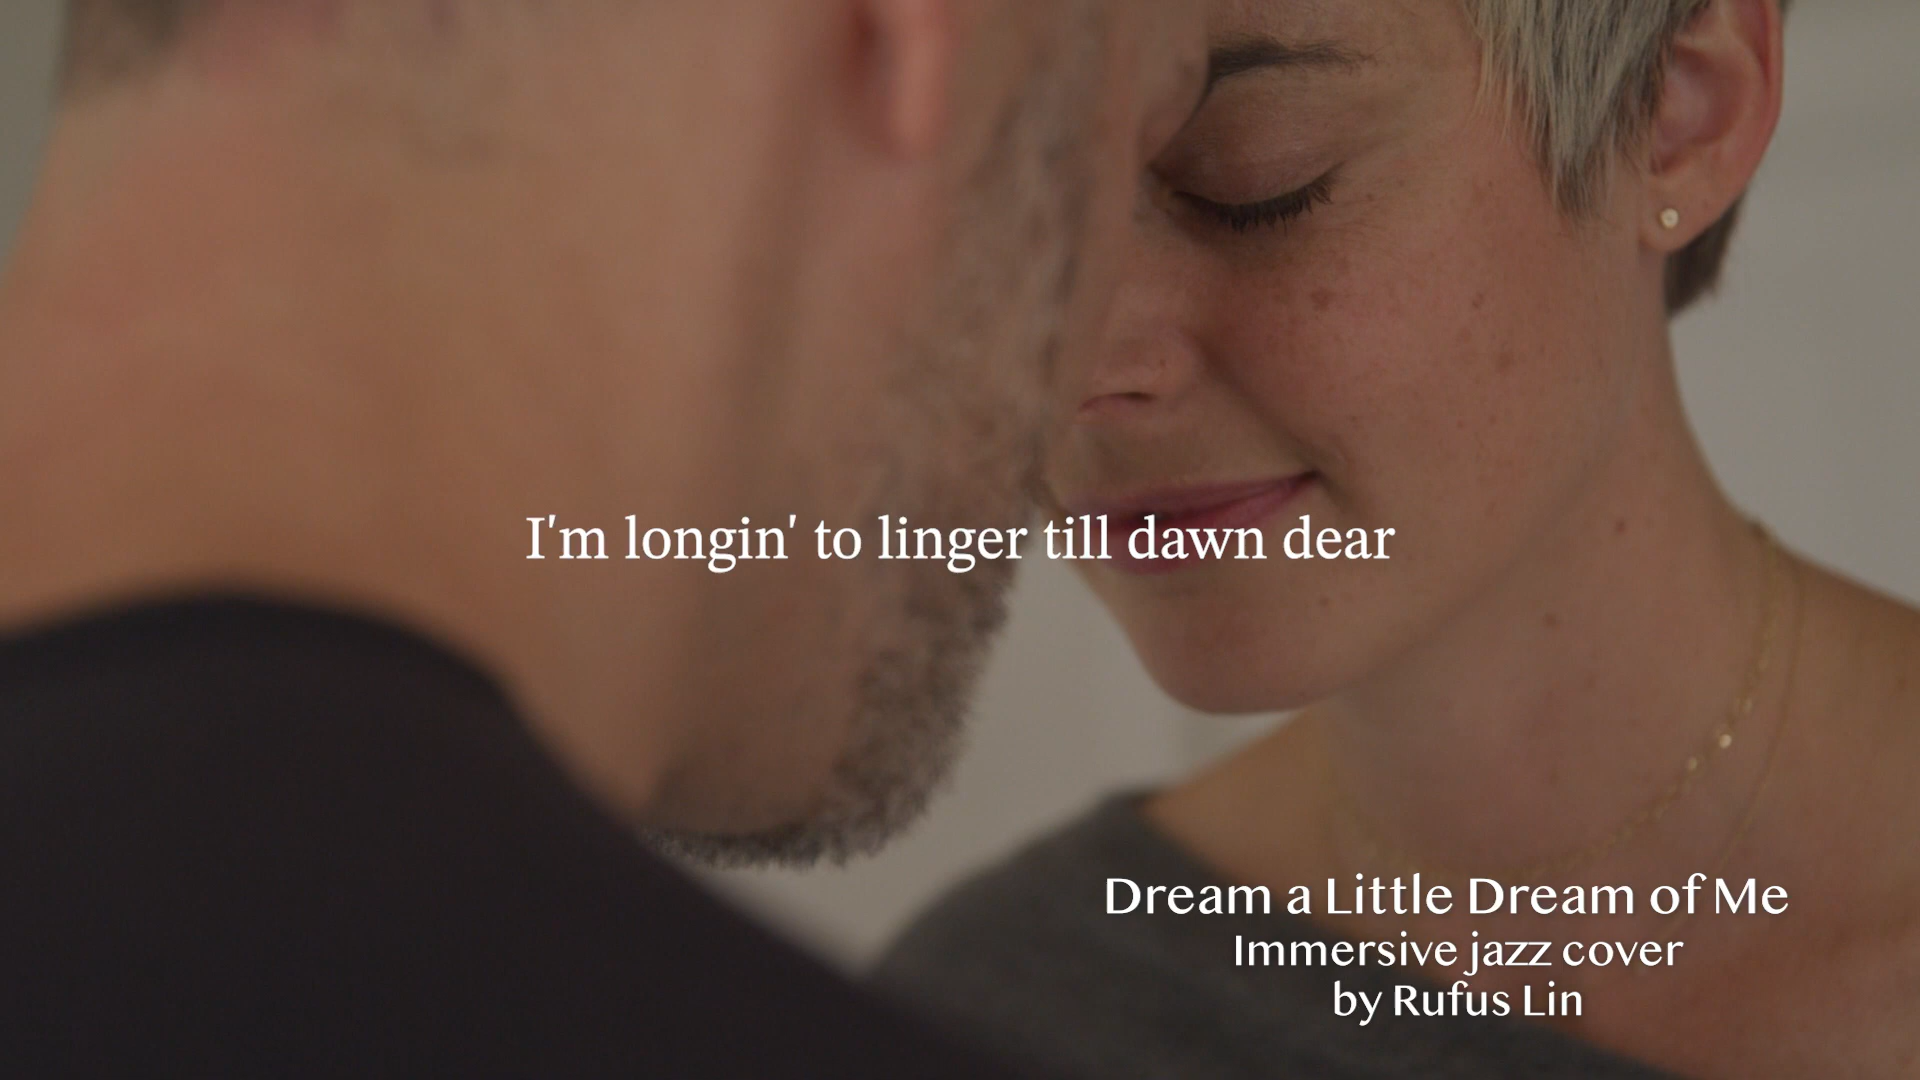 I'm longin' to linger till dawn dear
Dream a Little Dream of Me
Immersive jazz cover
by Rufus Lin